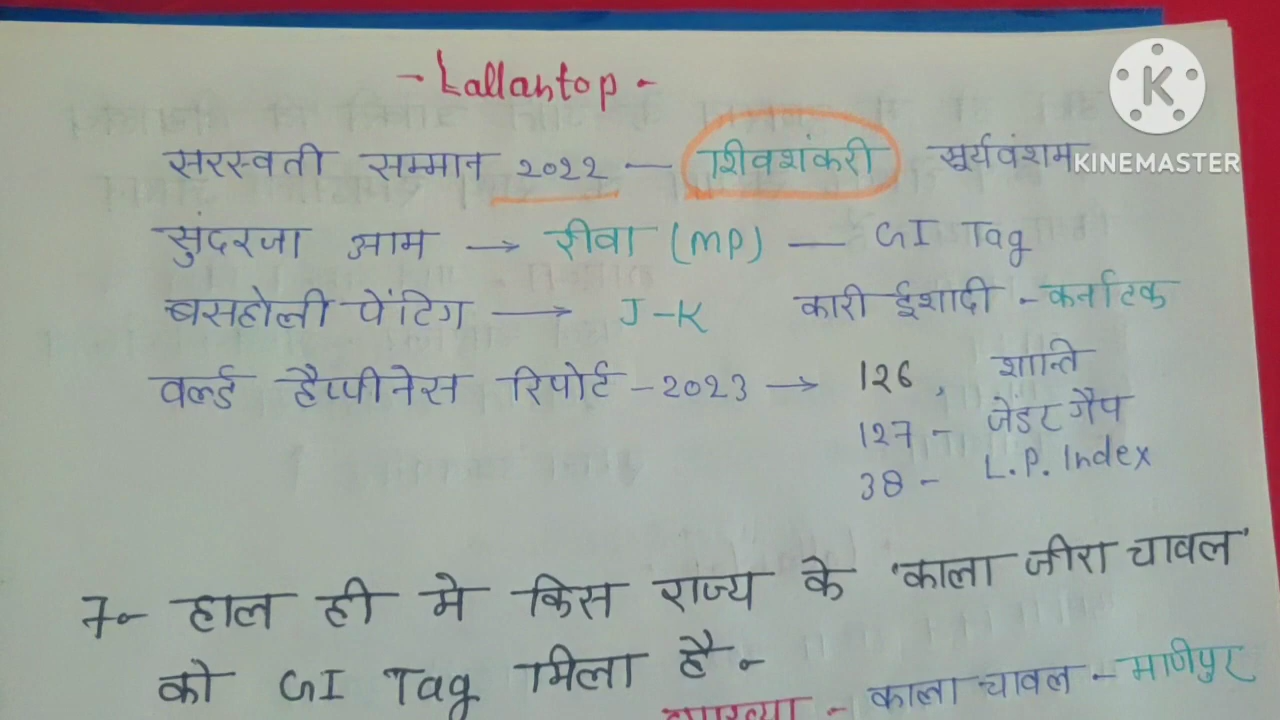 - Lallantop -
सरस्वती सम्मान 2022 — शिवशंकरी सूर्यवंशम
KINEMASTER
सुंदरजा आम → रीवा (MP) — GI Tag
बसहोली पेंटिग → J-K कारी ईशादी - कर्नाटक
वर्ल्ड हैप्पीनेस रिपोर्ट - 2023 → 126, शान्ति
127 - जेंडर गैप
38 - L.P. Index
7- हाल ही मे किस राज्य के 'काला जीरा चावल'
को GI Tag मिला है -
व्याख्या - काला चावल - मणिपुर